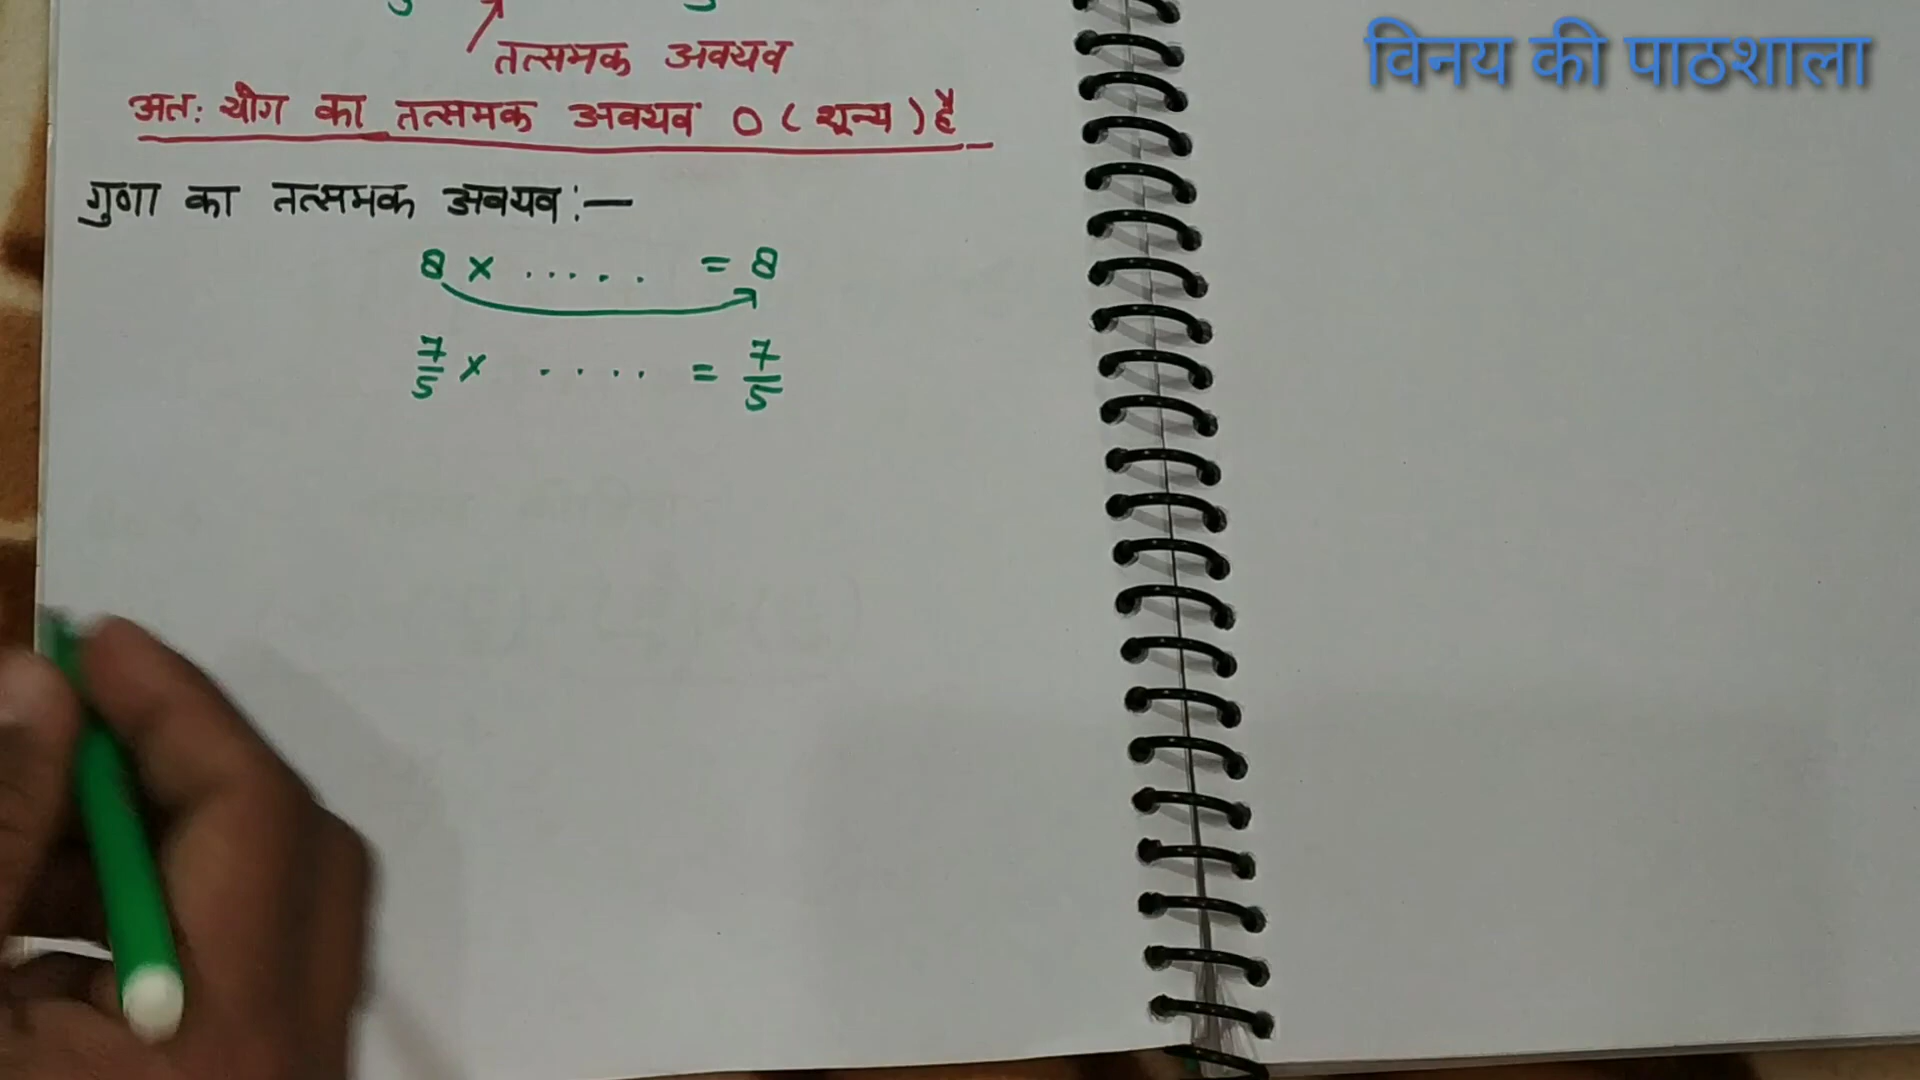 तत्समक अवयव
विनय की पाठशाला
अत: योग का तत्समक अवयव 0 (शून्य) है
गुणा का तत्समक अवयव :—
8 × ..... = 8
7/5 × .... = 7/5